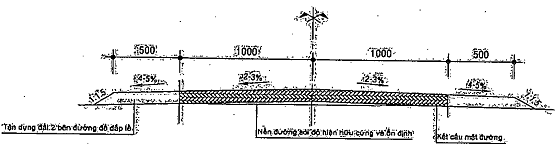 500 1000 1000 500
4-5% 2-3% 2-3% 4-5%
1:1.5 1:1.5
Tận dụng đất 2 bên đường để đắp lề
Nền đường sỏi đỏ hiện hữu cứng và ổn định
Kết cấu mặt đường